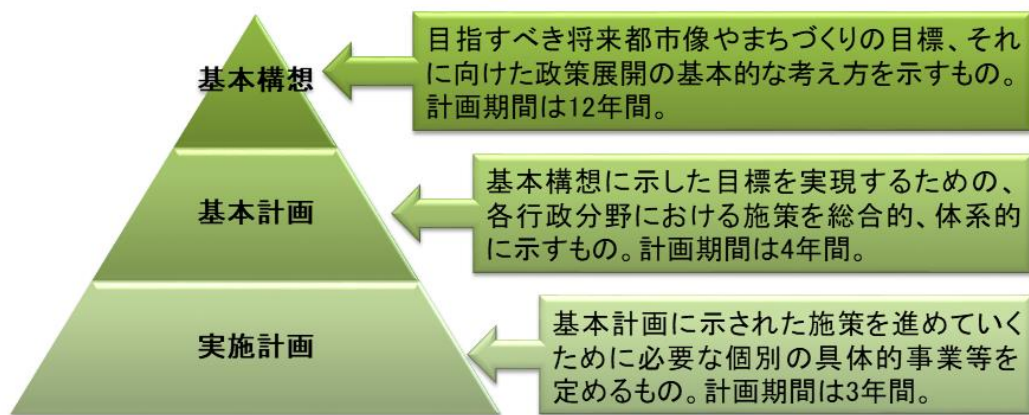 基本構想
目指すべき将来都市像やまちづくりの目標、それ
に向けた政策展開の基本的な考え方を示すもの。
計画期間は12年間。
基本計画
基本構想に示した目標を実現するための、
各行政分野における施策を総合的、体系的
に示すもの。計画期間は4年間。
実施計画
基本計画に示された施策を進めていく
ために必要な個別の具体的事業等を
定めるもの。計画期間は3年間。